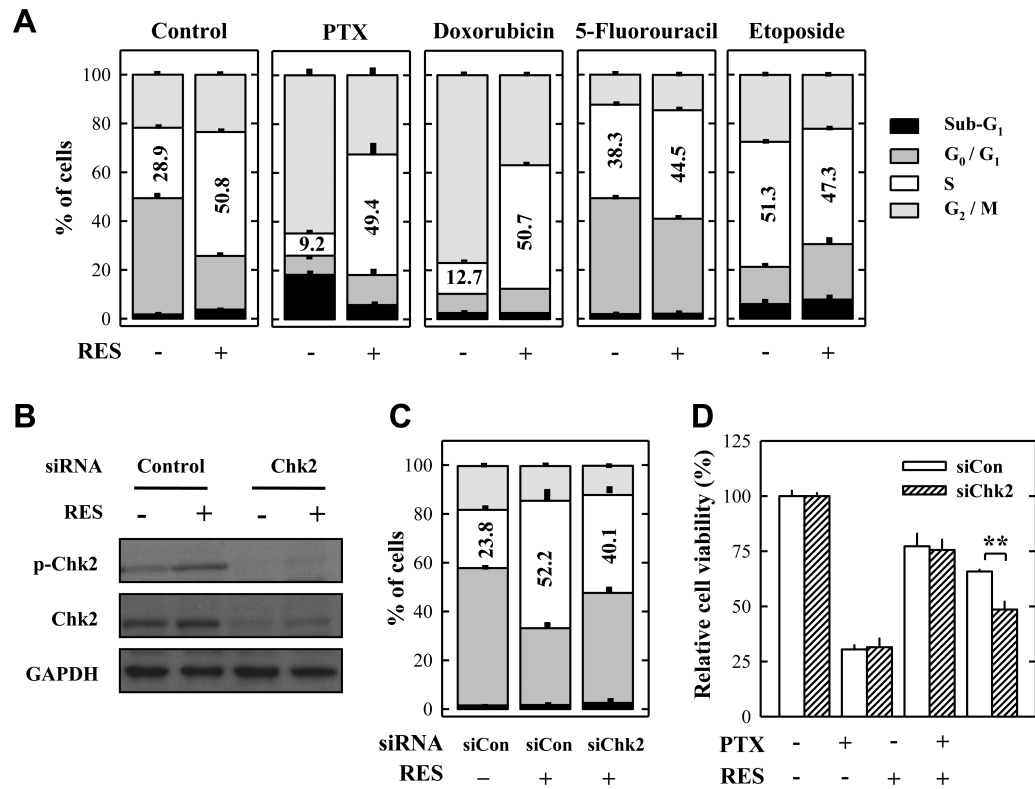 A
Control PTX Doxorubicin 5-Fluorouracil Etoposide
% of cells
100
80
60
40
20
0
28.9 50.8 9.2 49.4 12.7 50.7 38.3 44.5 51.3 47.3
Sub-G1
G0 / G1
S
G2 / M
RES - + - + - + - + - +
B
siRNA Control Chk2
RES - + - +
p-Chk2
Chk2
GAPDH
C
% of cells
100
80
60
40
20
0
23.8 52.2 40.1
siRNA siCon siCon siChk2
RES – + +
D
Relative cell viability (%)
125
100
75
50
25
0
siCon
siChk2
**
PTX - + - +
RES - - + +